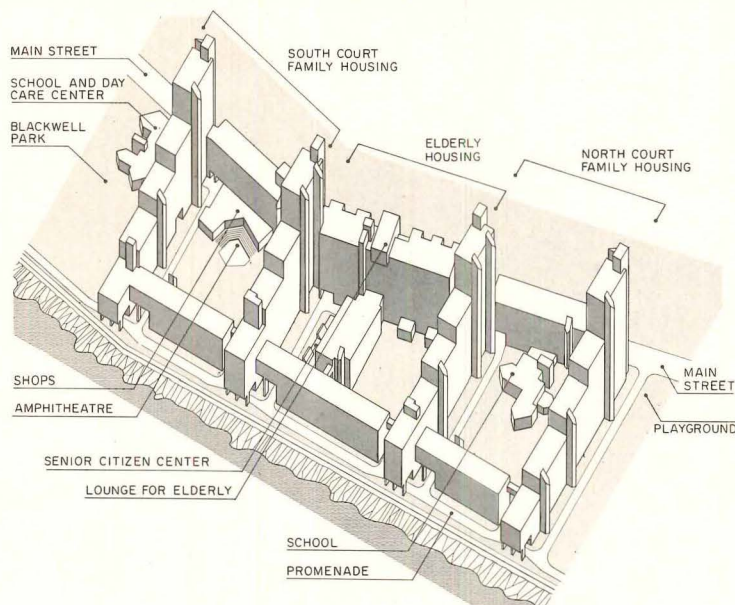 SOUTH COURT
FAMILY HOUSING
MAIN STREET
SCHOOL AND DAY
CARE CENTER
BLACKWELL
PARK
ELDERLY
HOUSING
NORTH COURT
FAMILY HOUSING
SHOPS
AMPHITHEATRE
MAIN
STREET
PLAYGROUND
SENIOR CITIZEN CENTER
LOUNGE FOR ELDERLY
SCHOOL
PROMENADE